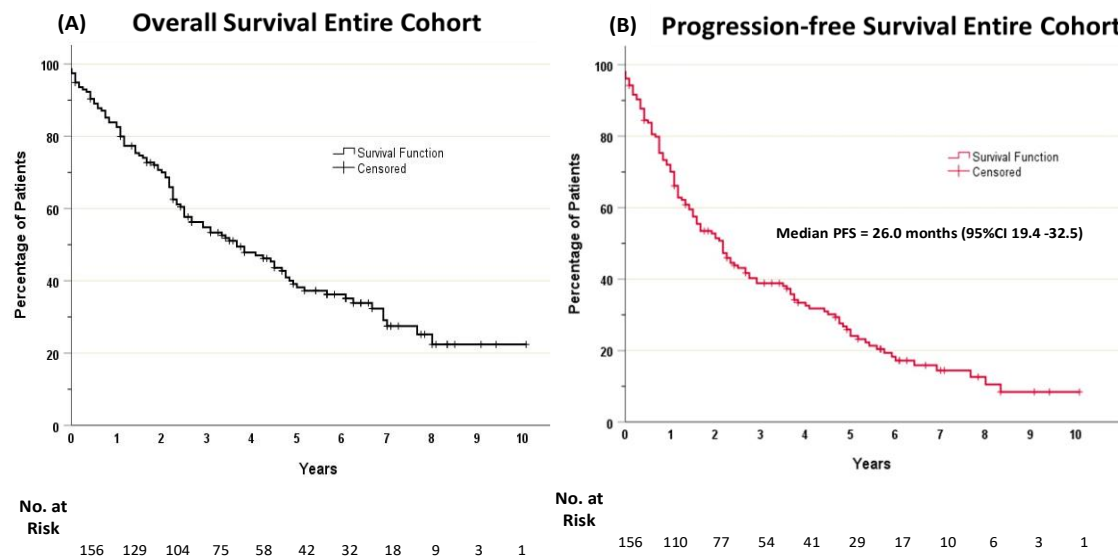 (A) Overall Survival Entire Cohort
100
80
60
40
20
0
Percentage of Patients
Survival Function
Censored
0 1 2 3 4 5 6 7 8 9 10
Years
No. at
Risk
156 129 104 75 58 42 32 18 9 3 1
(B) Progression-free Survival Entire Cohort
100
80
60
40
20
0
Percentage of Patients
Survival Function
Censored
Median PFS = 26.0 months (95%CI 19.4 -32.5)
0 1 2 3 4 5 6 7 8 9 10
Years
No. at
Risk
156 110 77 54 41 29 17 10 6 3 1